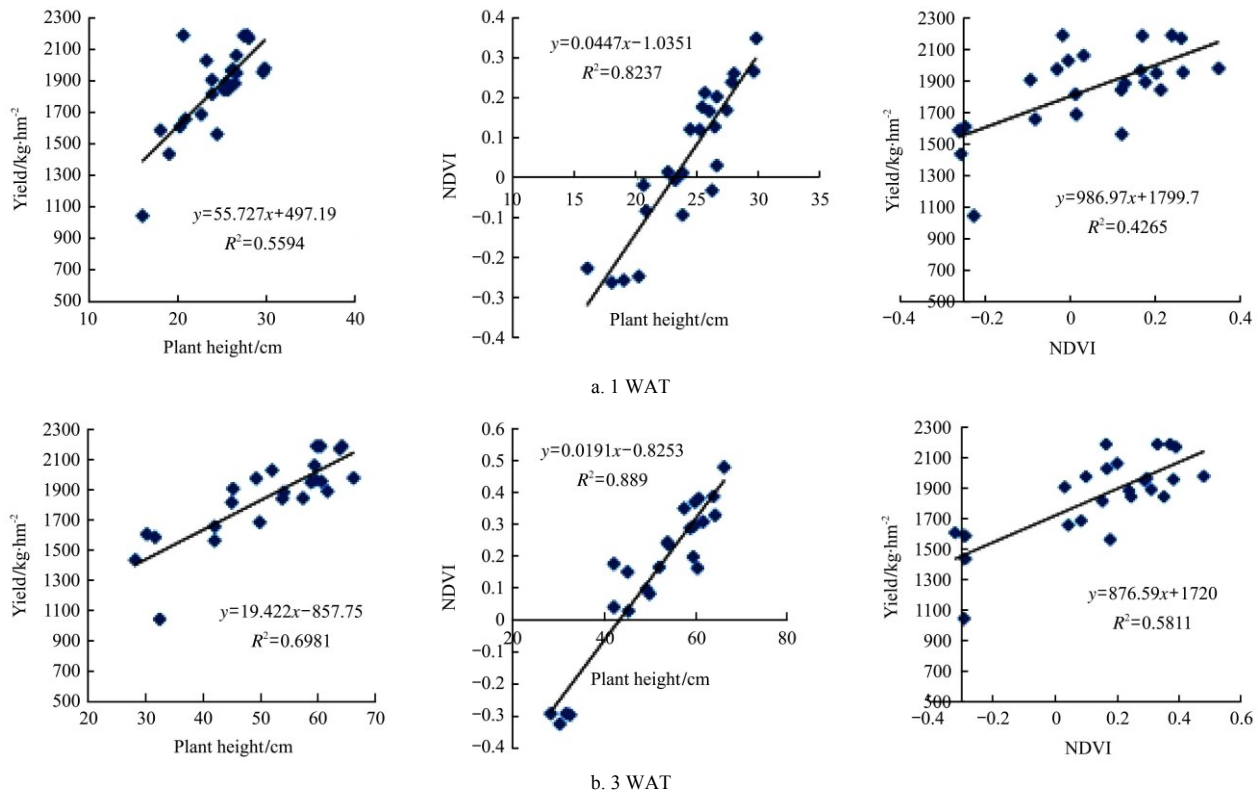 2300
2100
1900
1700
1500
1300
1100
900
700
500
Yield/kg·hm⁻²
10 20 30 40
Plant height/cm
y=55.727x+497.19
R²=0.5594
0.4
0.3
0.2
0.1
0
−0.1
−0.2
−0.3
−0.4
NDVI
10 15 20 25 30 35
Plant height/cm
y=0.0447x−1.0351
R²=0.8237
2300
2100
1900
1700
1500
1300
1100
900
700
500
Yield/kg·hm⁻²
−0.4 −0.2 0 0.2 0.4
NDVI
y=986.97x+1799.7
R²=0.4265
a. 1 WAT
2300
2100
1900
1700
1500
1300
1100
900
700
500
Yield/kg·hm⁻²
20 30 40 50 60 70
Plant height/cm
y=19.422x−857.75
R²=0.6981
0.6
0.5
0.4
0.3
0.2
0.1
0
−0.1
−0.2
−0.3
−0.4
NDVI
20 40 60 80
Plant height/cm
y=0.0191x−0.8253
R²=0.889
2300
2100
1900
1700
1500
1300
1100
900
700
500
Yield/kg·hm⁻²
−0.4 −0.2 0 0.2 0.4 0.6
NDVI
y=876.59x+1720
R²=0.5811
b. 3 WAT